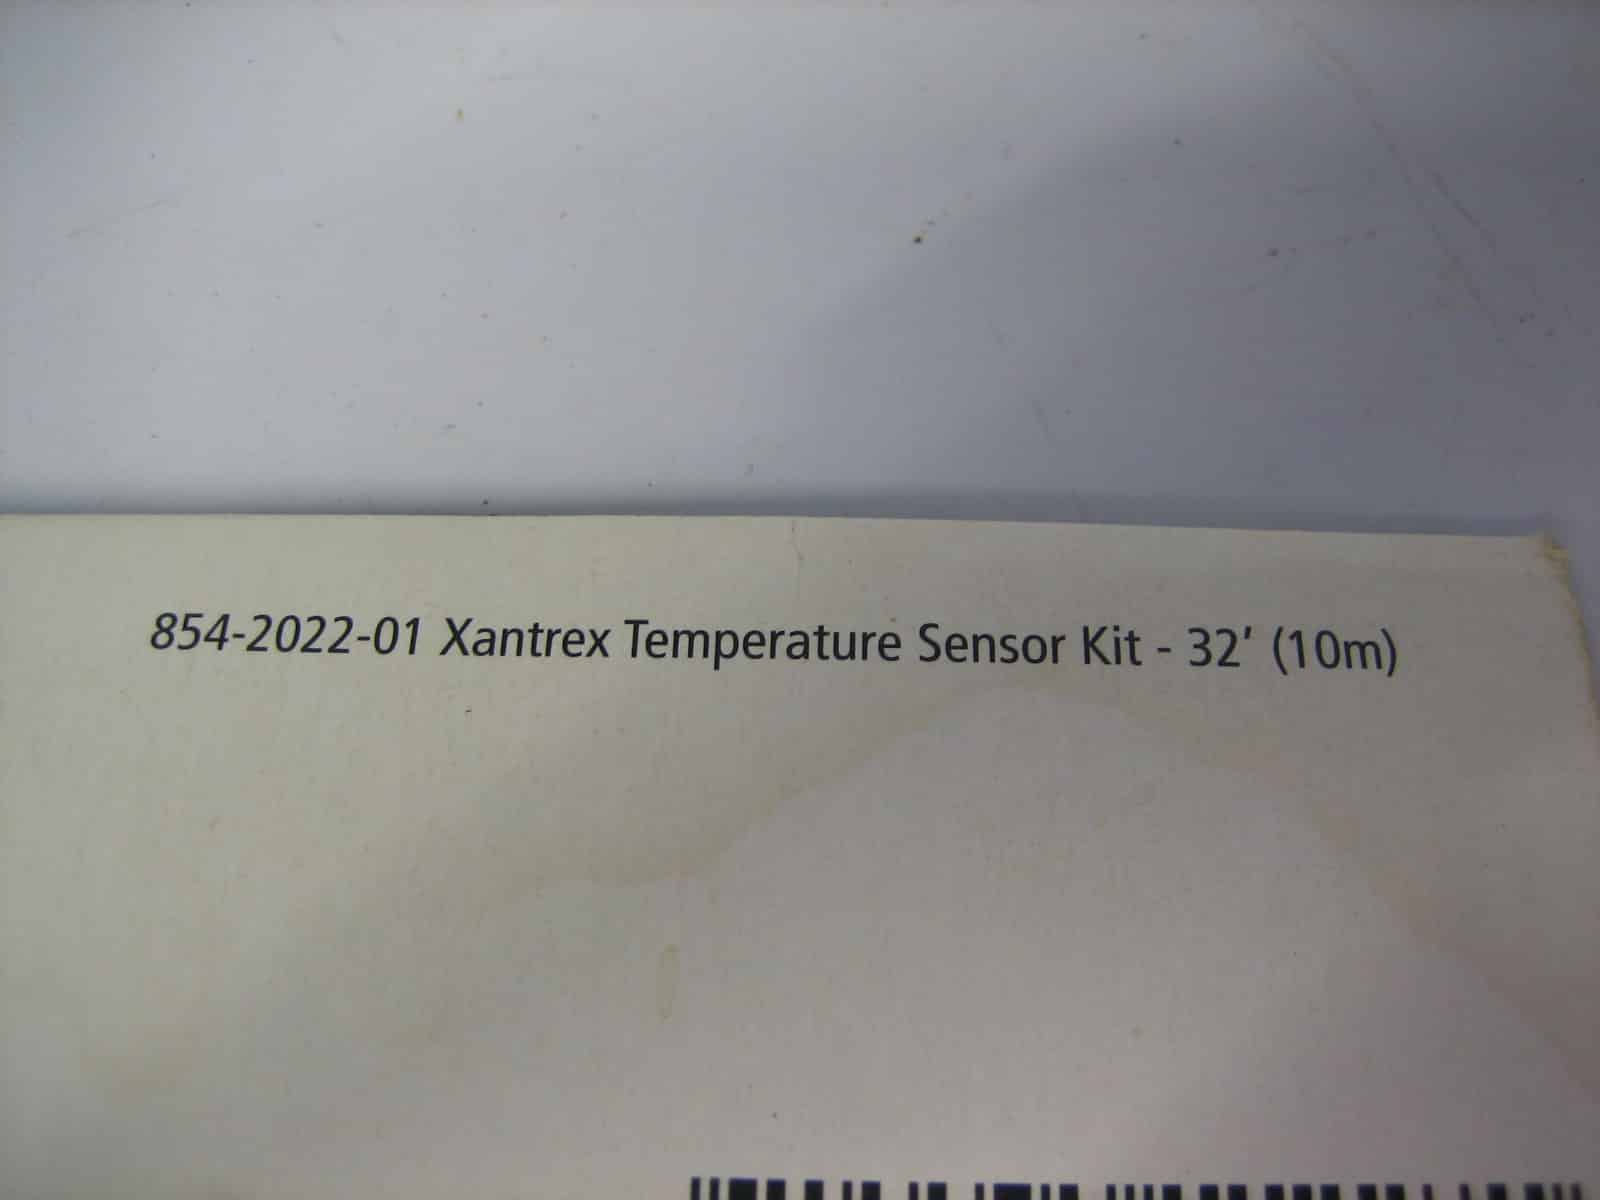 854-2022-01 Xantrex Temperature Sensor Kit - 32’ (10m)